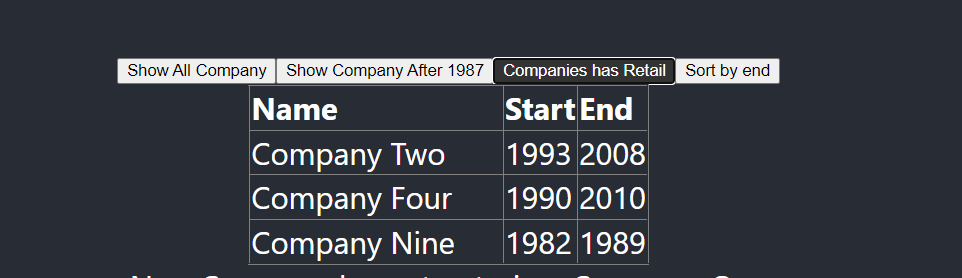 Show All Company Show Company After 1987 Companies has Retail Sort by end
Name Start End
Company Two 1993 2008
Company Four 1990 2010
Company Nine 1982 1989